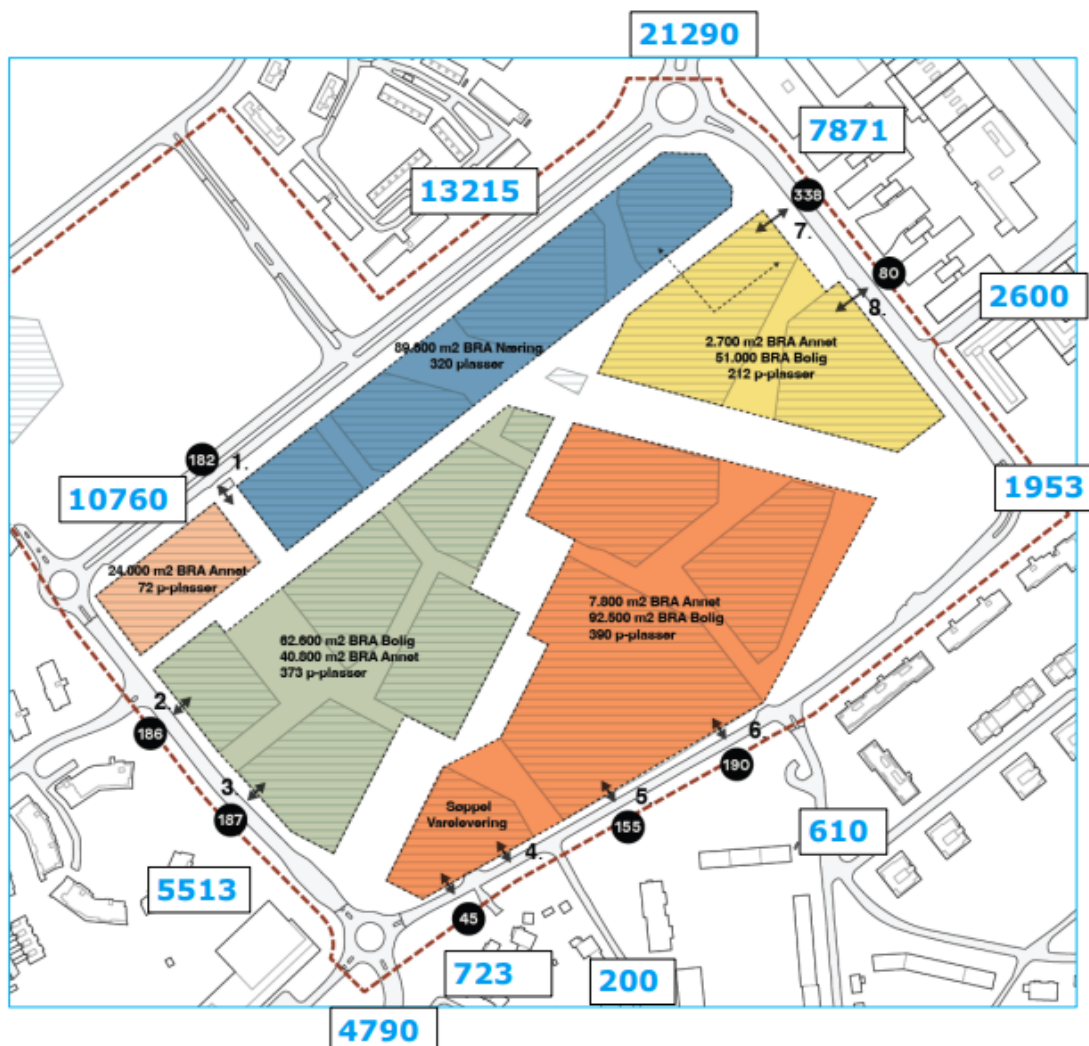 21290
7871
13215
338
7.
80
2600
8.
2.700 m2 BRA Annet
51.000 BRA Bolig
212 p-plasser
89.600 m2 BRA Næring
320 plasser
182
1.
10760
1953
24.000 m2 BRA Annet
72 p-plasser
7.800 m2 BRA Annet
92.500 m2 BRA Bolig
390 p-plasser
62.600 m2 BRA Bolig
40.800 m2 BRA Annet
373 p-plasser
2.
186
6.
190
3
187
5
155
Søppel
Varelevering
610
4.
5513
45
723
200
4790